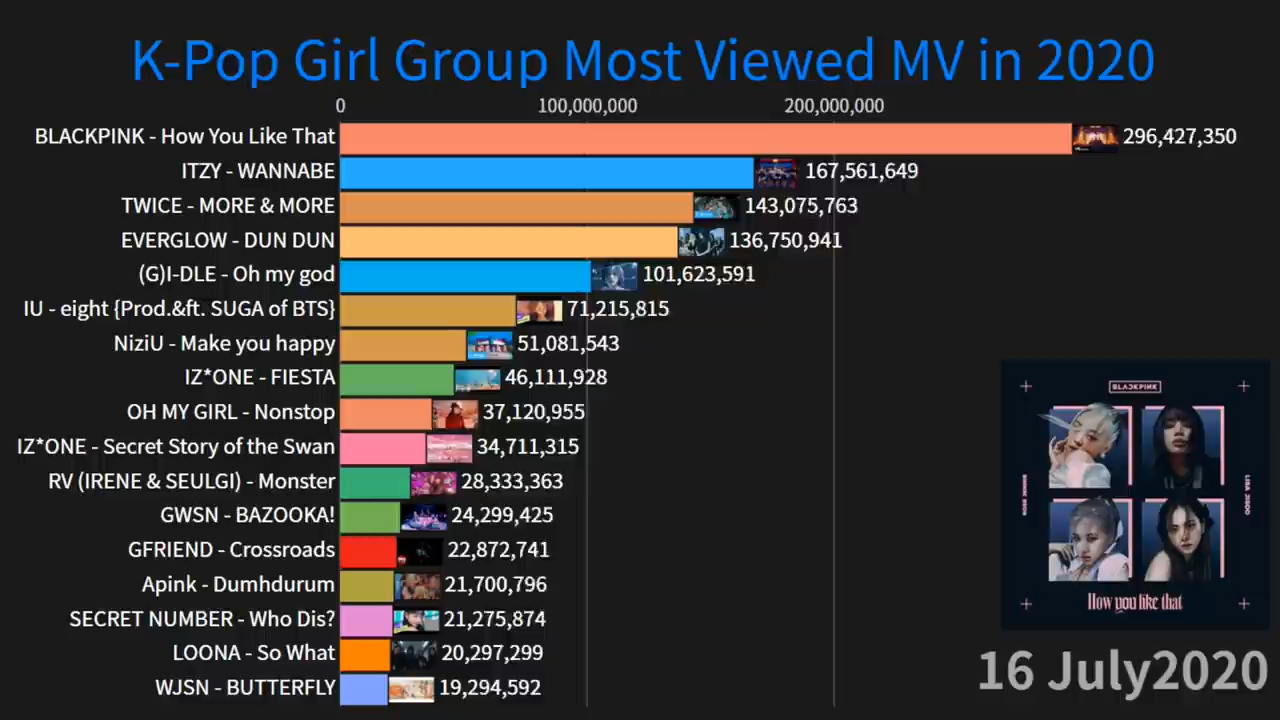 K-Pop Girl Group Most Viewed MV in 2020
0 100,000,000 200,000,000
BLACKPINK - How You Like That 296,427,350
ITZY - WANNABE 167,561,649
TWICE - MORE & MORE 143,075,763
EVERGLOW - DUN DUN 136,750,941
(G)I-DLE - Oh my god 101,623,591
IU - eight {Prod.&ft. SUGA of BTS} 71,215,815
NiziU - Make you happy 51,081,543
IZ*ONE - FIESTA 46,111,928
OH MY GIRL - Nonstop 37,120,955
IZ*ONE - Secret Story of the Swan 34,711,315
RV (IRENE & SEULGI) - Monster 28,333,363
GWSN - BAZOOKA! 24,299,425
GFRIEND - Crossroads 22,872,741
Apink - Dumhdurum 21,700,796
SECRET NUMBER - Who Dis? 21,275,874
LOONA - So What 20,297,299
WJSN - BUTTERFLY 19,294,592
BLACKPINK
LISA JISOO
How you like that
16 July2020